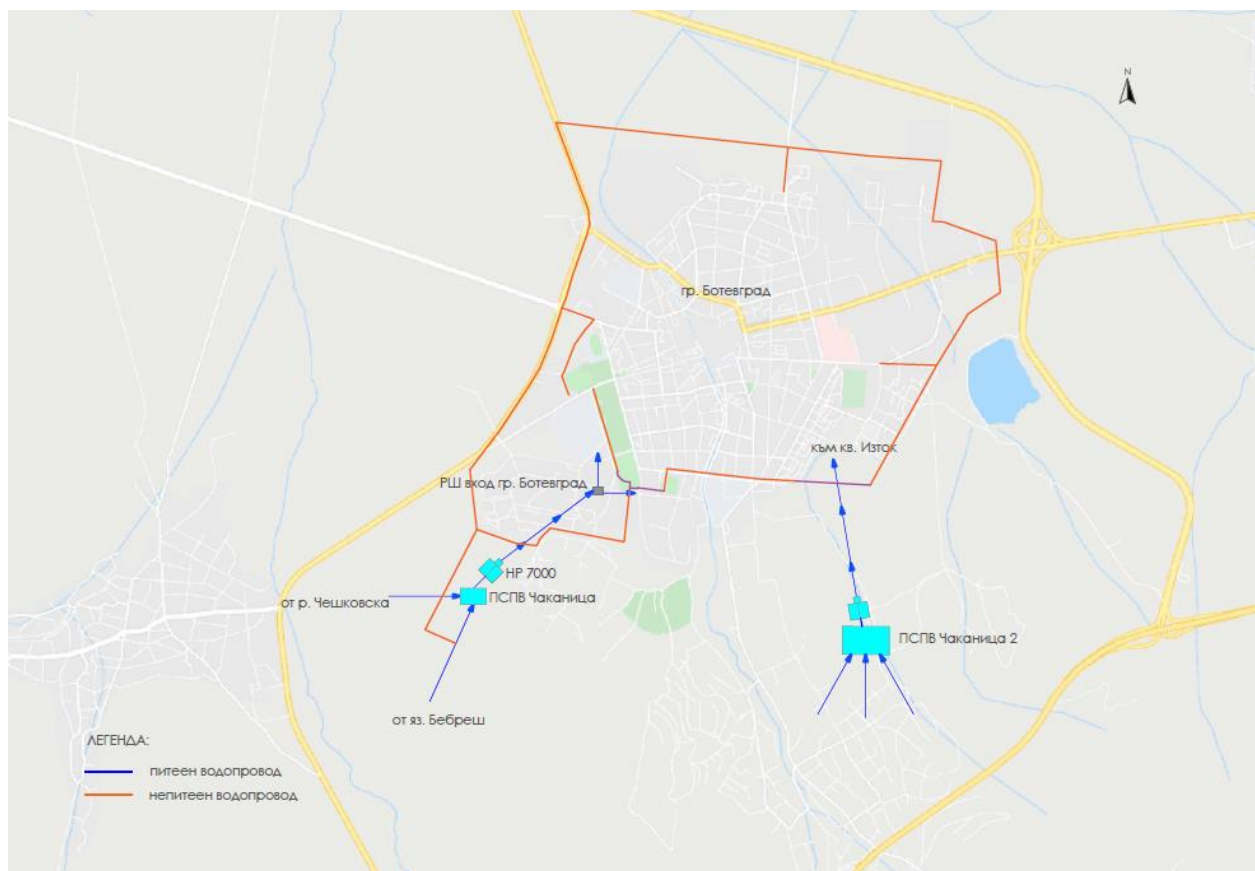 N
гр. Ботевград
към кв. Изток
РШ вход гр. Ботевград
НР 7000
ПСПВ Чаканица
от р. Чешковска
ПСПВ Чаканица 2
от яз. Бебреш
ЛЕГЕНДА:
питеен водопровод
непитеен водопровод